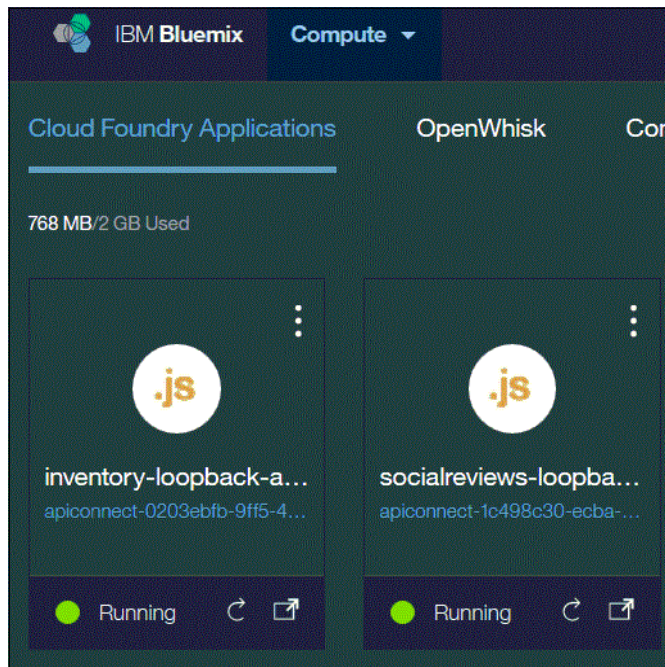 IBM Bluemix Compute
Cloud Foundry Applications OpenWhisk Con
768 MB/2 GB Used
.js .js
inventory-loopback-a... socialreviews-loopba...
apiconnect-0203ebfb-9ff5-4... apiconnect-1c498c30-ecba-...
Running Running